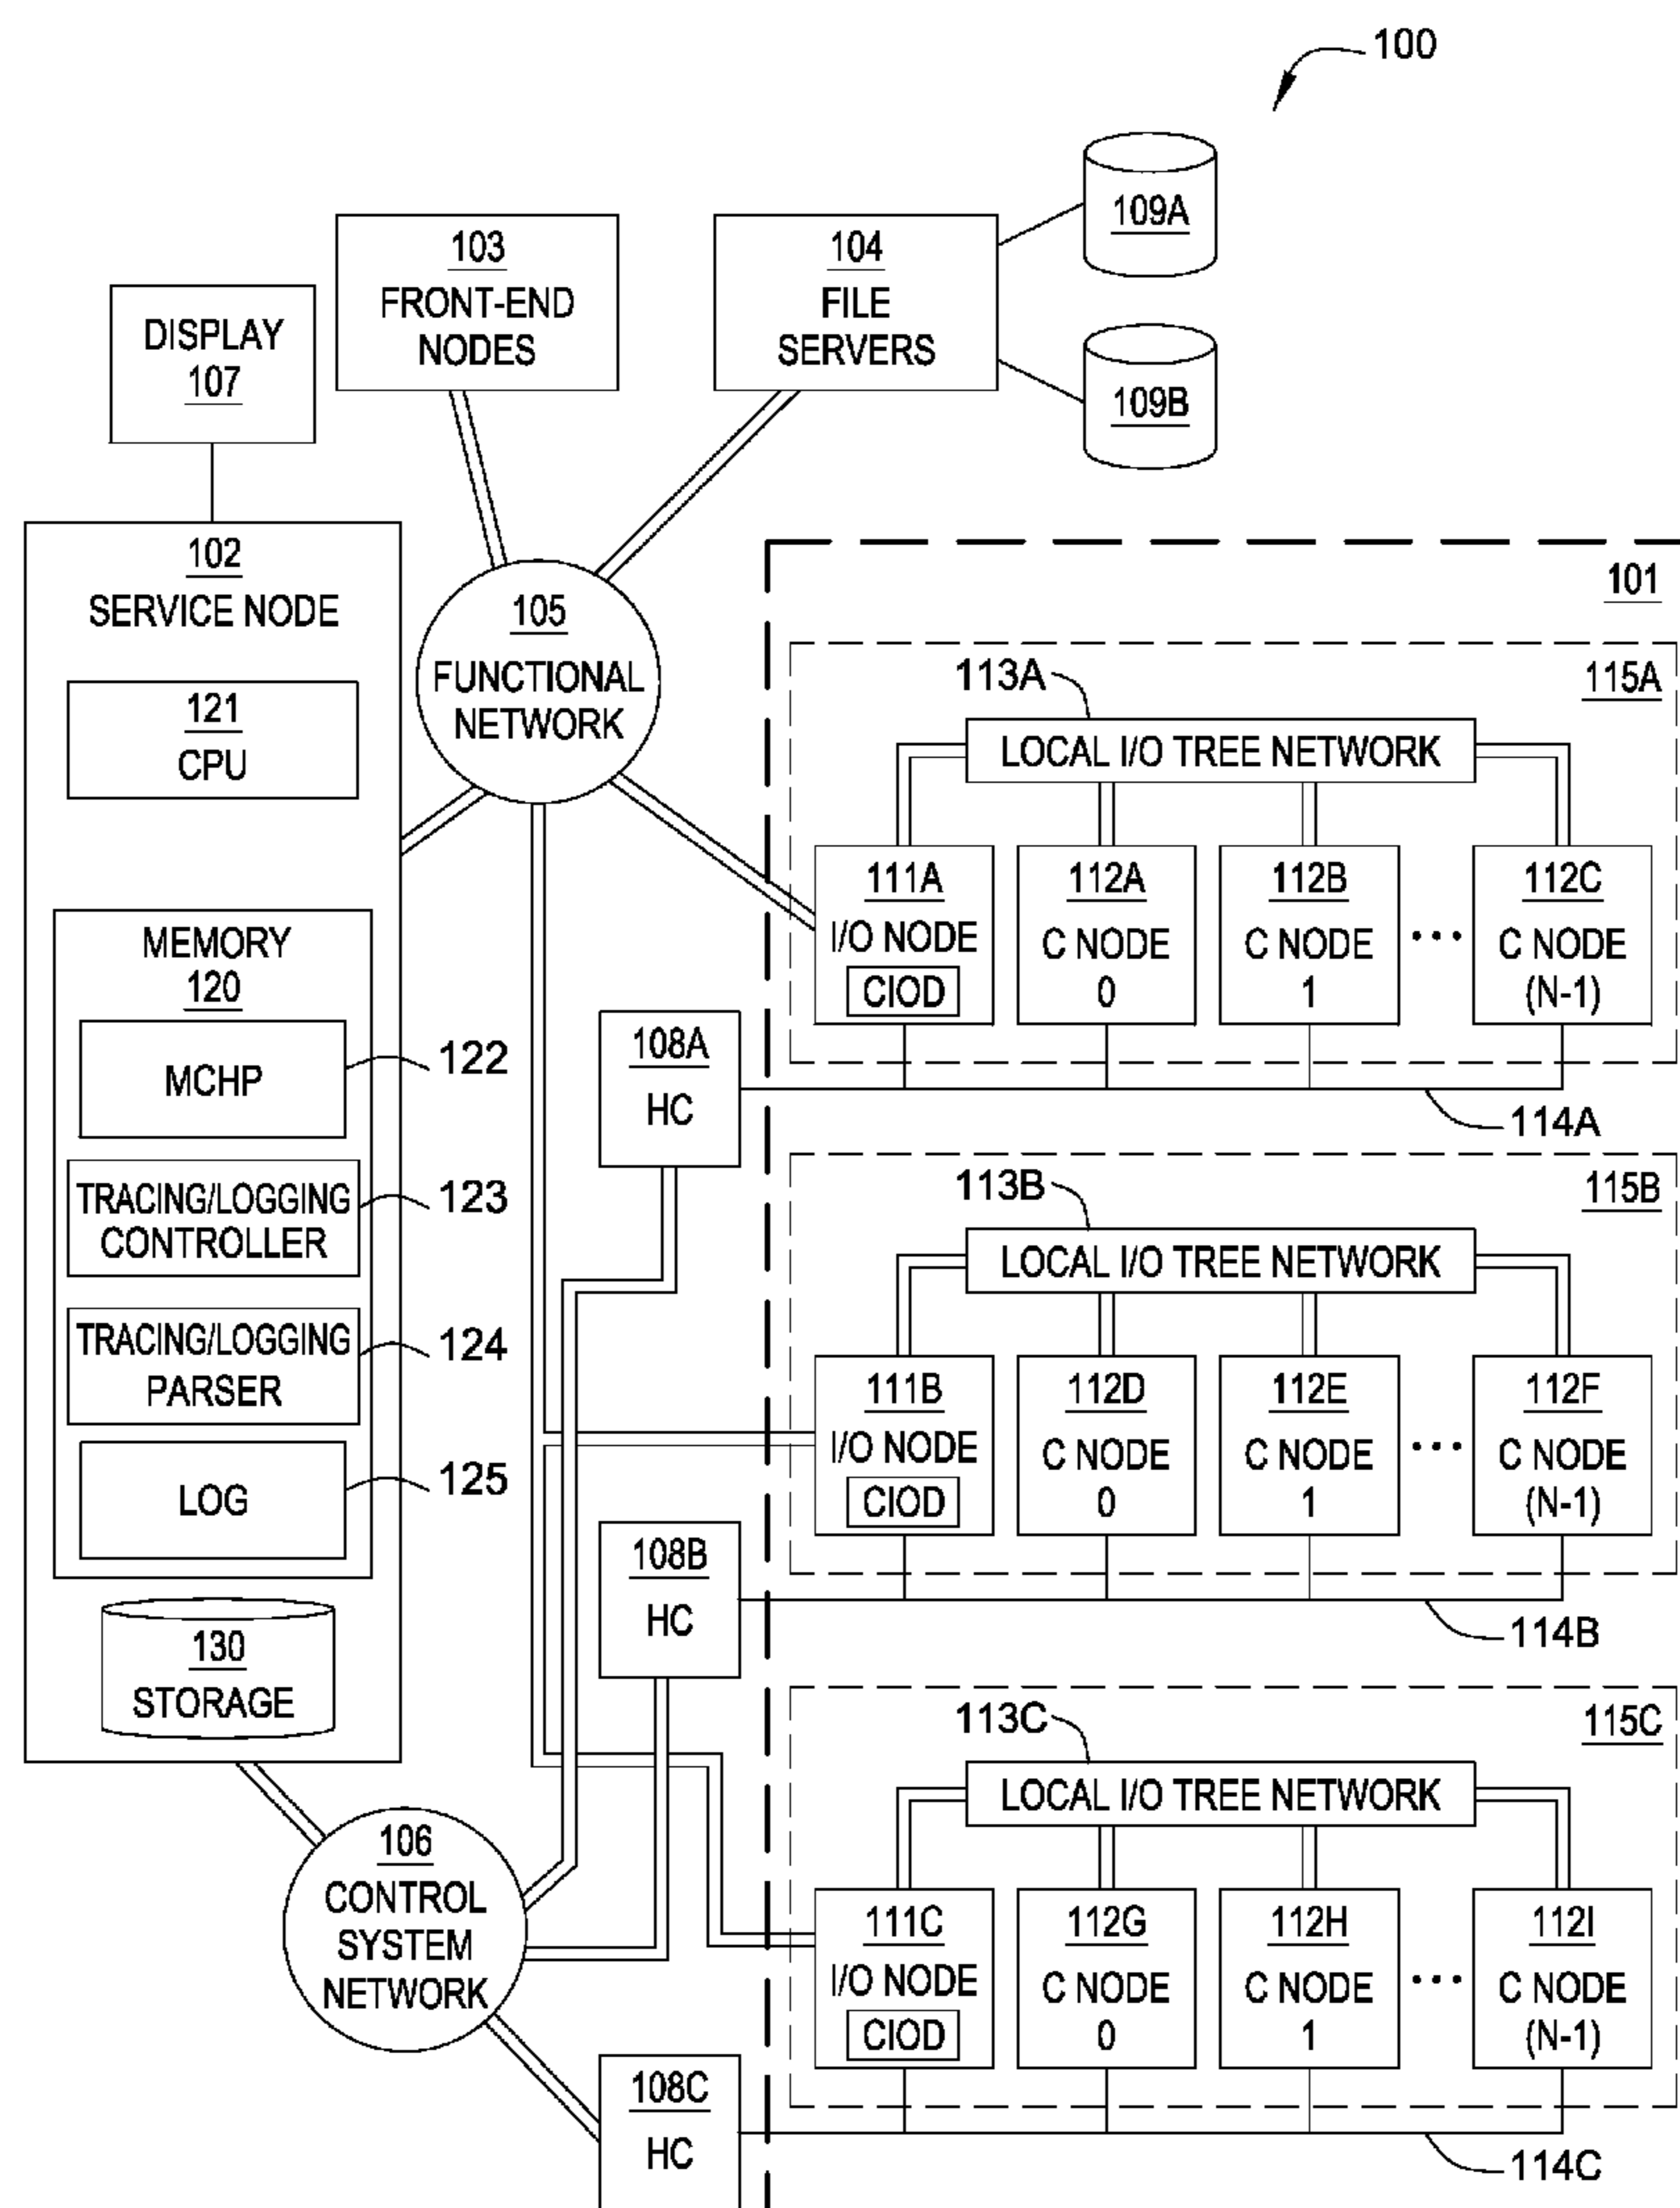 100
109A
109B
103
FRONT-END
NODES
104
FILE
SERVERS
DISPLAY
107
102
SERVICE NODE
121
CPU
MEMORY
120
MCHP
122
TRACING/LOGGING
CONTROLLER
123
TRACING/LOGGING
PARSER
124
LOG
125
130
STORAGE
105
FUNCTIONAL
NETWORK
106
CONTROL
SYSTEM
NETWORK
108A
HC
108B
HC
108C
HC
101
115A
113A
LOCAL I/O TREE NETWORK
111A
I/O NODE
CIOD
112A
C NODE
0
112B
C NODE
1
...
112C
C NODE
(N-1)
114A
115B
113B
LOCAL I/O TREE NETWORK
111B
I/O NODE
CIOD
112D
C NODE
0
112E
C NODE
1
...
112F
C NODE
(N-1)
114B
115C
113C
LOCAL I/O TREE NETWORK
111C
I/O NODE
CIOD
112G
C NODE
0
112H
C NODE
1
...
112I
C NODE
(N-1)
114C